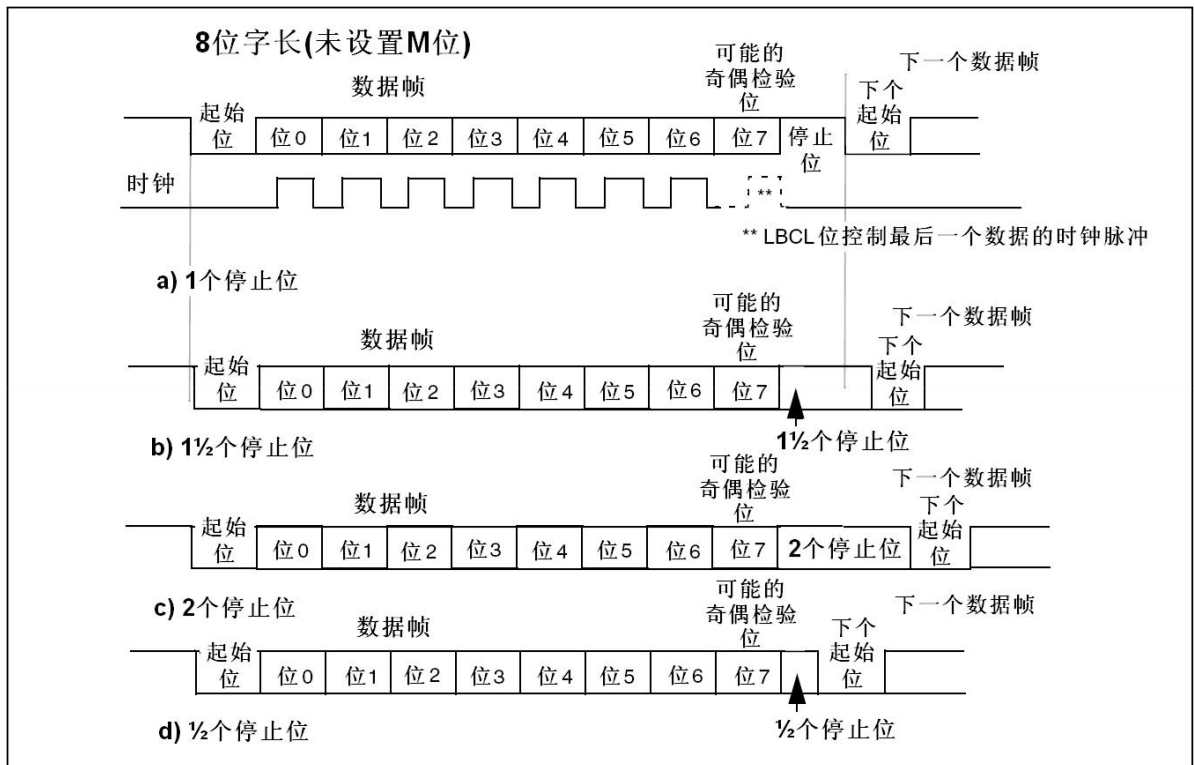 8位字长(未设置M位)
数据帧
可能的
奇偶检验
位
下一个数据帧
下个
起始
位
起始
位
位0 位1 位2 位3 位4 位5 位6 位7
停止
位
时钟
**
** LBCL位控制最后一个数据的时钟脉冲
a) 1个停止位
数据帧
可能的
奇偶检验
位
下一个数据帧
下个
起始
位
起始
位
位0 位1 位2 位3 位4 位5 位6 位7
b) 1½个停止位
1½个停止位
数据帧
可能的
奇偶检验
位
下一个数据帧
下个
起始
位
起始
位
位0 位1 位2 位3 位4 位5 位6 位7 2个停止位
c) 2个停止位
数据帧
可能的
奇偶检验
位
下一个数据帧
下个
起始
位
起始
位
位0 位1 位2 位3 位4 位5 位6 位7
d) ½个停止位
½个停止位